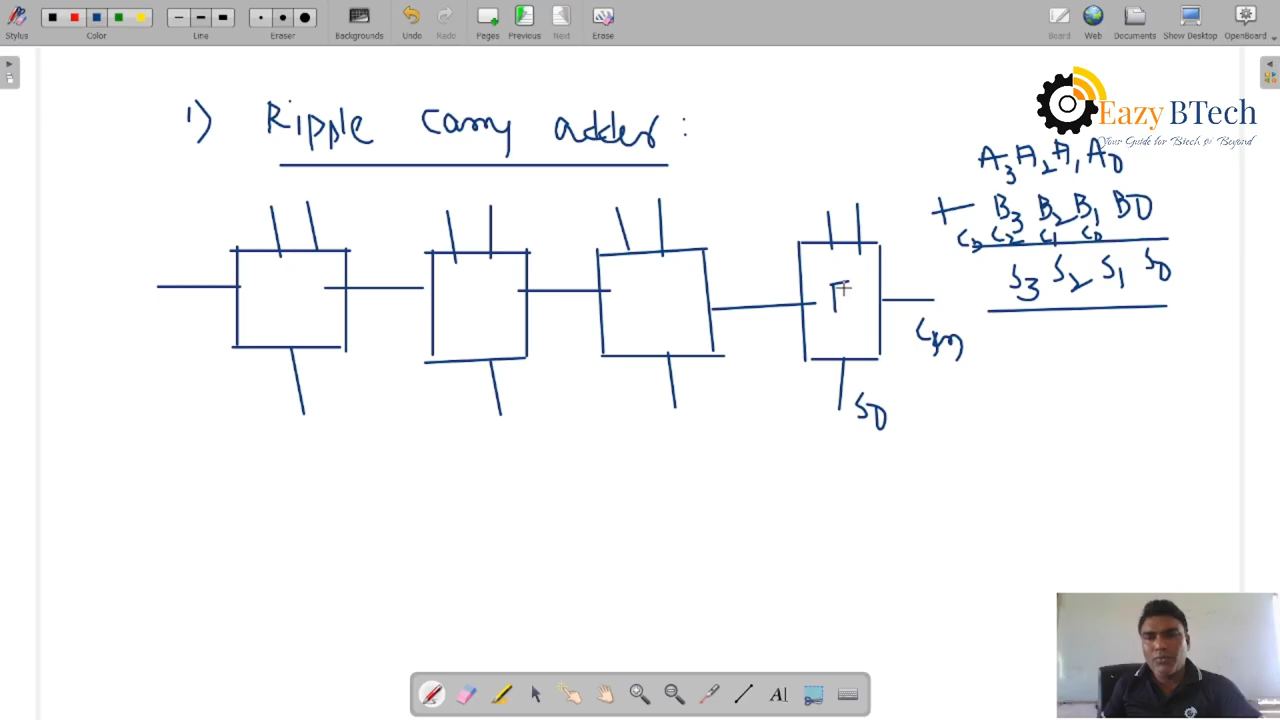 Stylus
Color
Line
Eraser
Backgrounds
Undo
Redo
Pages
Previous
Next
Erase
Board
Web
Documents
Show Desktop
OpenBoard
Eazy BTech
Your Guide for Btech & Beyond
1) Ripple Carry adder :
A3 A2 A1 A0
+ B3 B2 B1 B0
C2 C1 C0
S3 S2 S1 S0
F
Cin
S0
AI